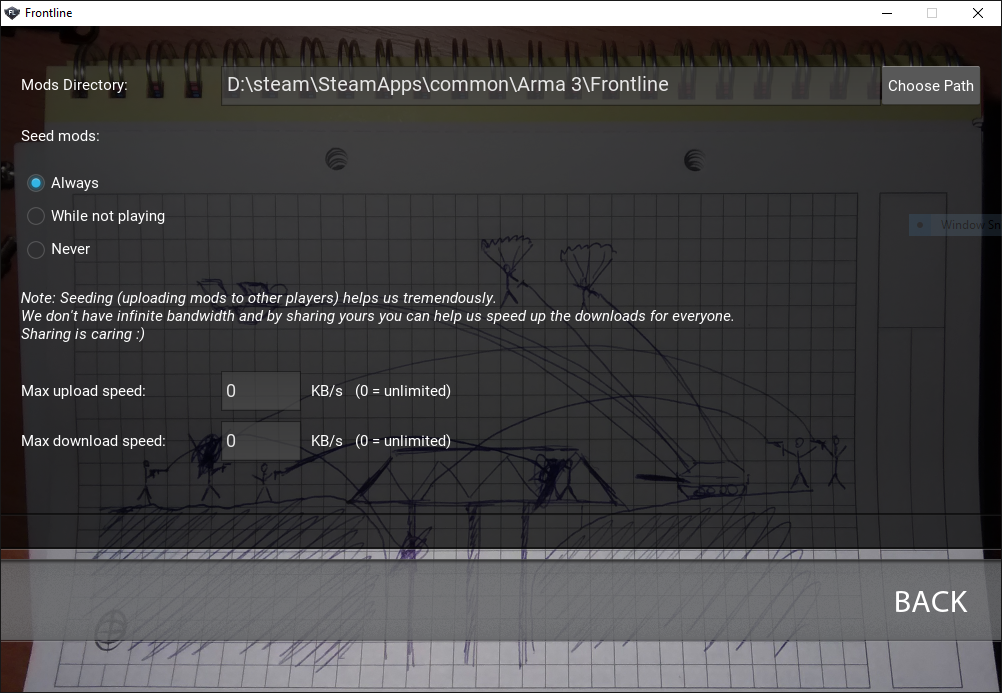 FL Frontline
Mods Directory: D:\steam\SteamApps\common\Arma 3\Frontline Choose Path
Seed mods:
Always
While not playing
Window Sn
Never
Note: Seeding (uploading mods to other players) helps us tremendously.
We don't have infinite bandwidth and by sharing yours you can help us speed up the downloads for everyone.
Sharing is caring :)
Max upload speed: 0 KB/s (0 = unlimited)
Max download speed: 0 KB/s (0 = unlimited)
BACK